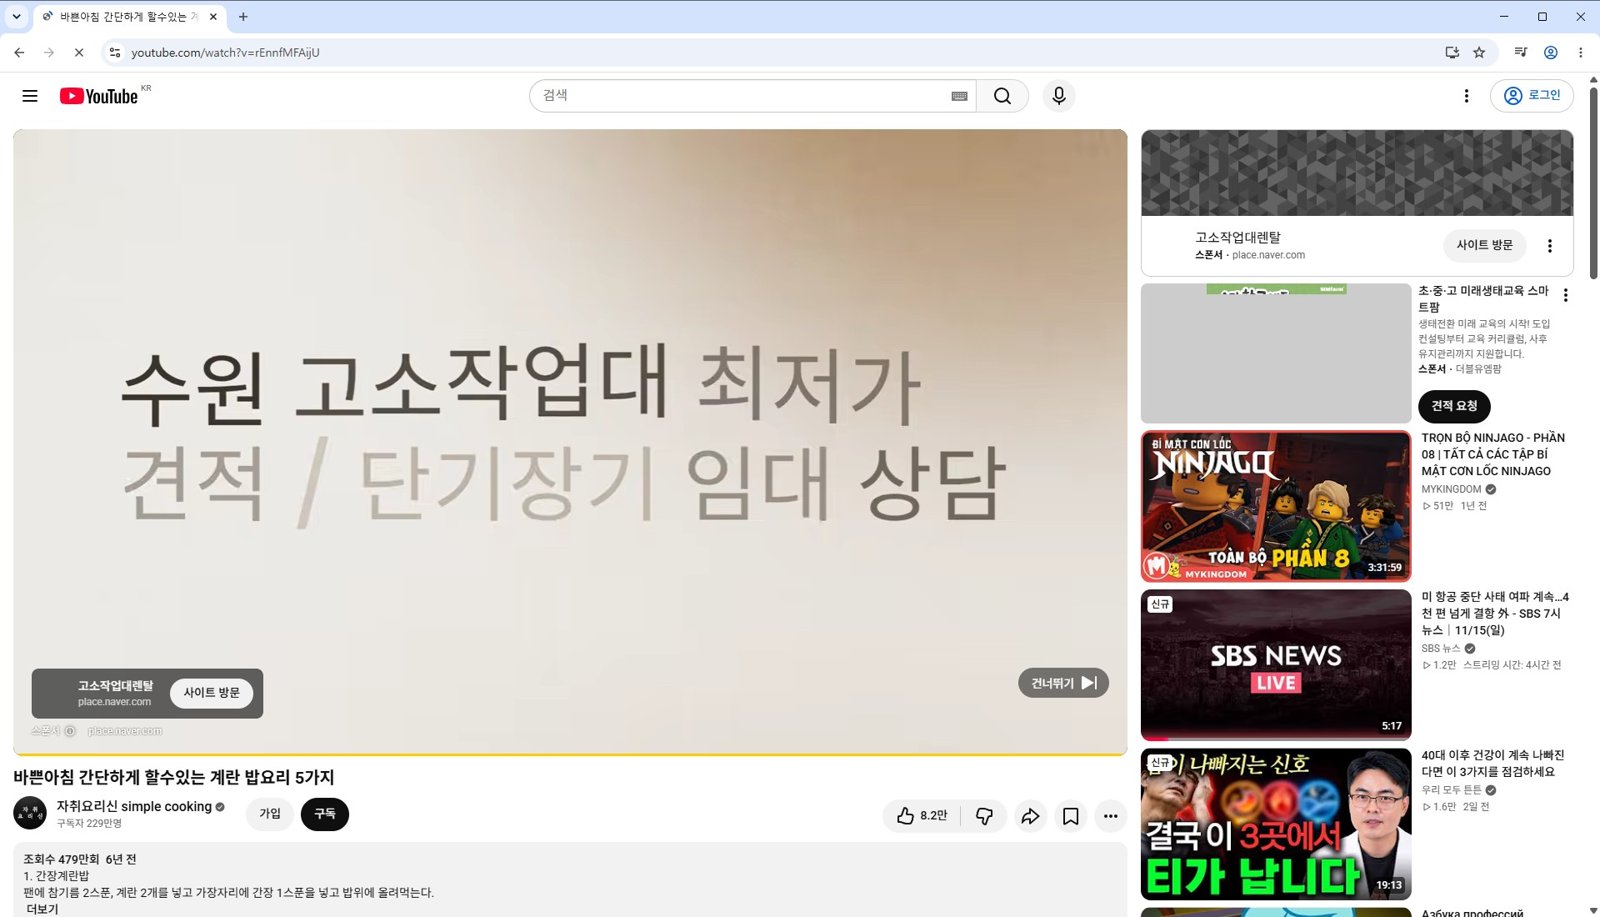 바쁜아침 간단하게 할수있는
youtube.com/watch?v=rEnnfMFAijU
YouTube KR
검색
로그인
수원 고소작업대 최저가
견적 / 단기장기 임대 상담
고소작업대렌탈
place.naver.com
사이트 방문
건너뛰기
스폰서
place.naver.com
바쁜아침 간단하게 할수있는 계란 밥요리 5가지
자취
요리신
자취요리신 simple cooking
구독자 229만명
가입
구독
8.2만
조회수 479만회 6년 전
1. 간장계란밥
팬에 참기름 2스푼, 계란 2개를 넣고 가장자리에 간장 1스푼을 넣고 밥위에 올려먹는다.
더보기
고소작업대렌탈
스폰서 · place.naver.com
사이트 방문
초·중·고 미래생태교육 스마
트팜
생태전환 미래 교육의 시작! 도입
컨설팅부터 교육 커리큘럼, 사후
유지관리까지 지원합니다.
스폰서 · 더블유엠팜
견적 요청
BÍ MẬT CƠN LỐC
NINJAGO
TOÀN BỘ PHẦN 8
MYKINGDOM
3:31:59
TRỌN BỘ NINJAGO - PHẦN
08 | TẤT CẢ CÁC TẬP BÍ
MẬT CƠN LỐC NINJAGO
MYKINGDOM
51만 1년 전
신규
SBS NEWS
LIVE
5:17
미 항공 중단 사태 여파 계속…4
천 편 넘게 결항 外 - SBS 7시
뉴스｜11/15(일)
SBS 뉴스
1.2만 스트리밍 시간: 4시간 전
신규
나빠지는 신호
결국 이 3곳에서
티가 납니다
19:13
40대 이후 건강이 계속 나빠진
다면 이 3가지를 점검하세요
우리 모두 튼튼
1.6만 2일 전
Азбука профессий